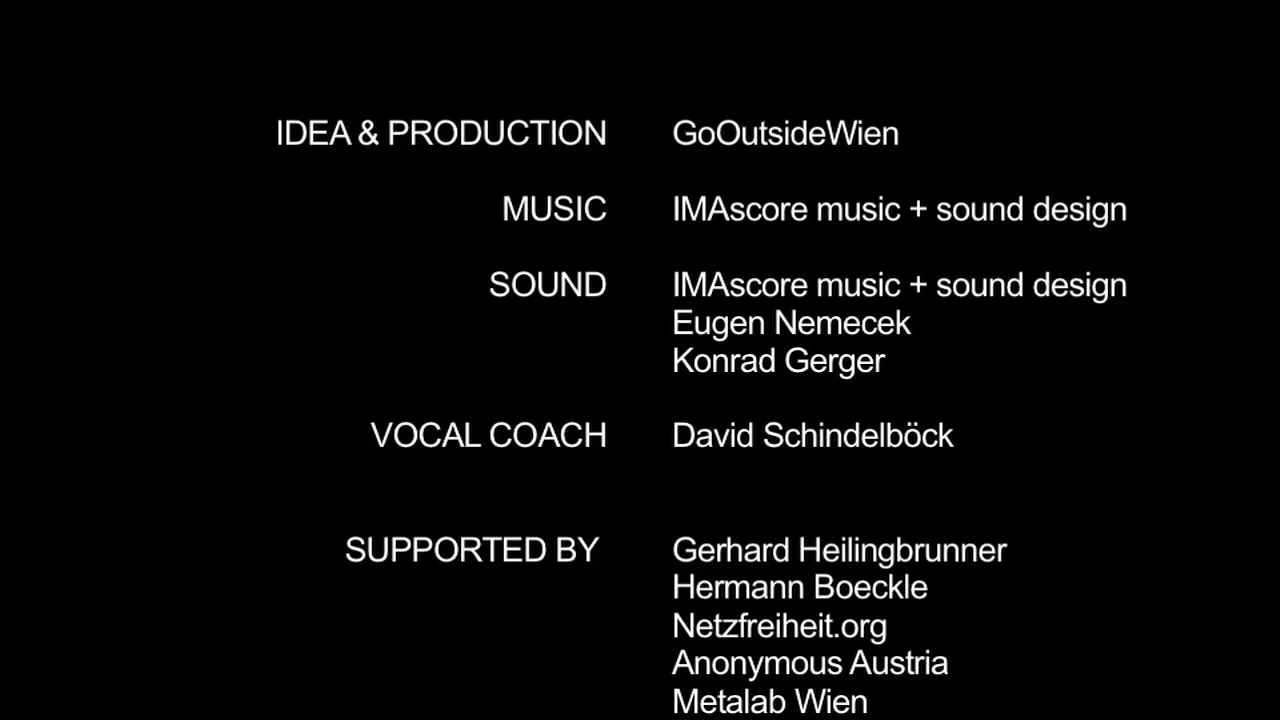 IDEA & PRODUCTION GoOutsideWien
MUSIC IMAscore music + sound design
SOUND IMAscore music + sound design
Eugen Nemecek
Konrad Gerger
VOCAL COACH David Schindelböck
SUPPORTED BY Gerhard Heilingbrunner
Hermann Boeckle
Netzfreiheit.org
Anonymous Austria
Metalab Wien